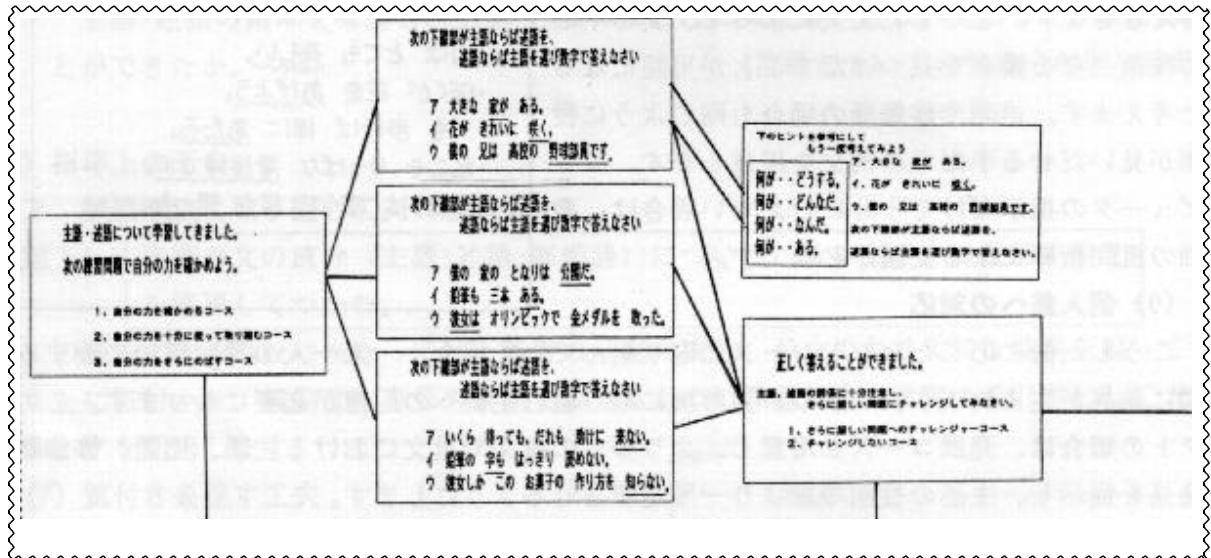 主語・述語について学習してきました。
次の練習問題で自分の力を確かめよう。
1．自分の力を確かめるコース
2．自分の力を十分に使って取り組むコース
3．自分の力をさらにのばすコース
次の下線部が主語ならば述語を、
述語ならば主語を選び数字で答えなさい
ア 大きな 家が ある。
イ 花が きれいに 咲く。
ウ 僕の 父は 高校の 野球部員です。
次の下線部が主語ならば述語を、
述語ならば主語を選び数字で答えなさい
ア 僕の 家の となりは 公園だ。
イ 鉛筆も 三本 ある。
ウ 彼女は オリンピックで 金メダルを 取った。
次の下線部が主語ならば述語を、
述語ならば主語を選び数字で答えなさい
ア いくら 待っても、だれも 助けに 来ない。
イ 鉛筆の 字も はっきり 読めない。
ウ 彼女しか この お菓子の 作り方を 知らない。
下のヒントを参考にして
もう一度考えてみよう
何が・・どうする。
何が・・どんなだ。
何が・・なんだ。
何が・・ある。
ア．大きな 家が ある。
イ．花が きれいに 咲く。
ウ．僕の 父は 高校の
次の下線部が主語ならば述語を、
述語ならば主語を選び数字で答えなさい。
正しく答えることができました。
主語、述語の関係に十分注意し、
さらに難しい問題にチャレンジしてみなさい。
1．さらに難しい問題へのチャレンジャーコース
2．チャレンジしないコース